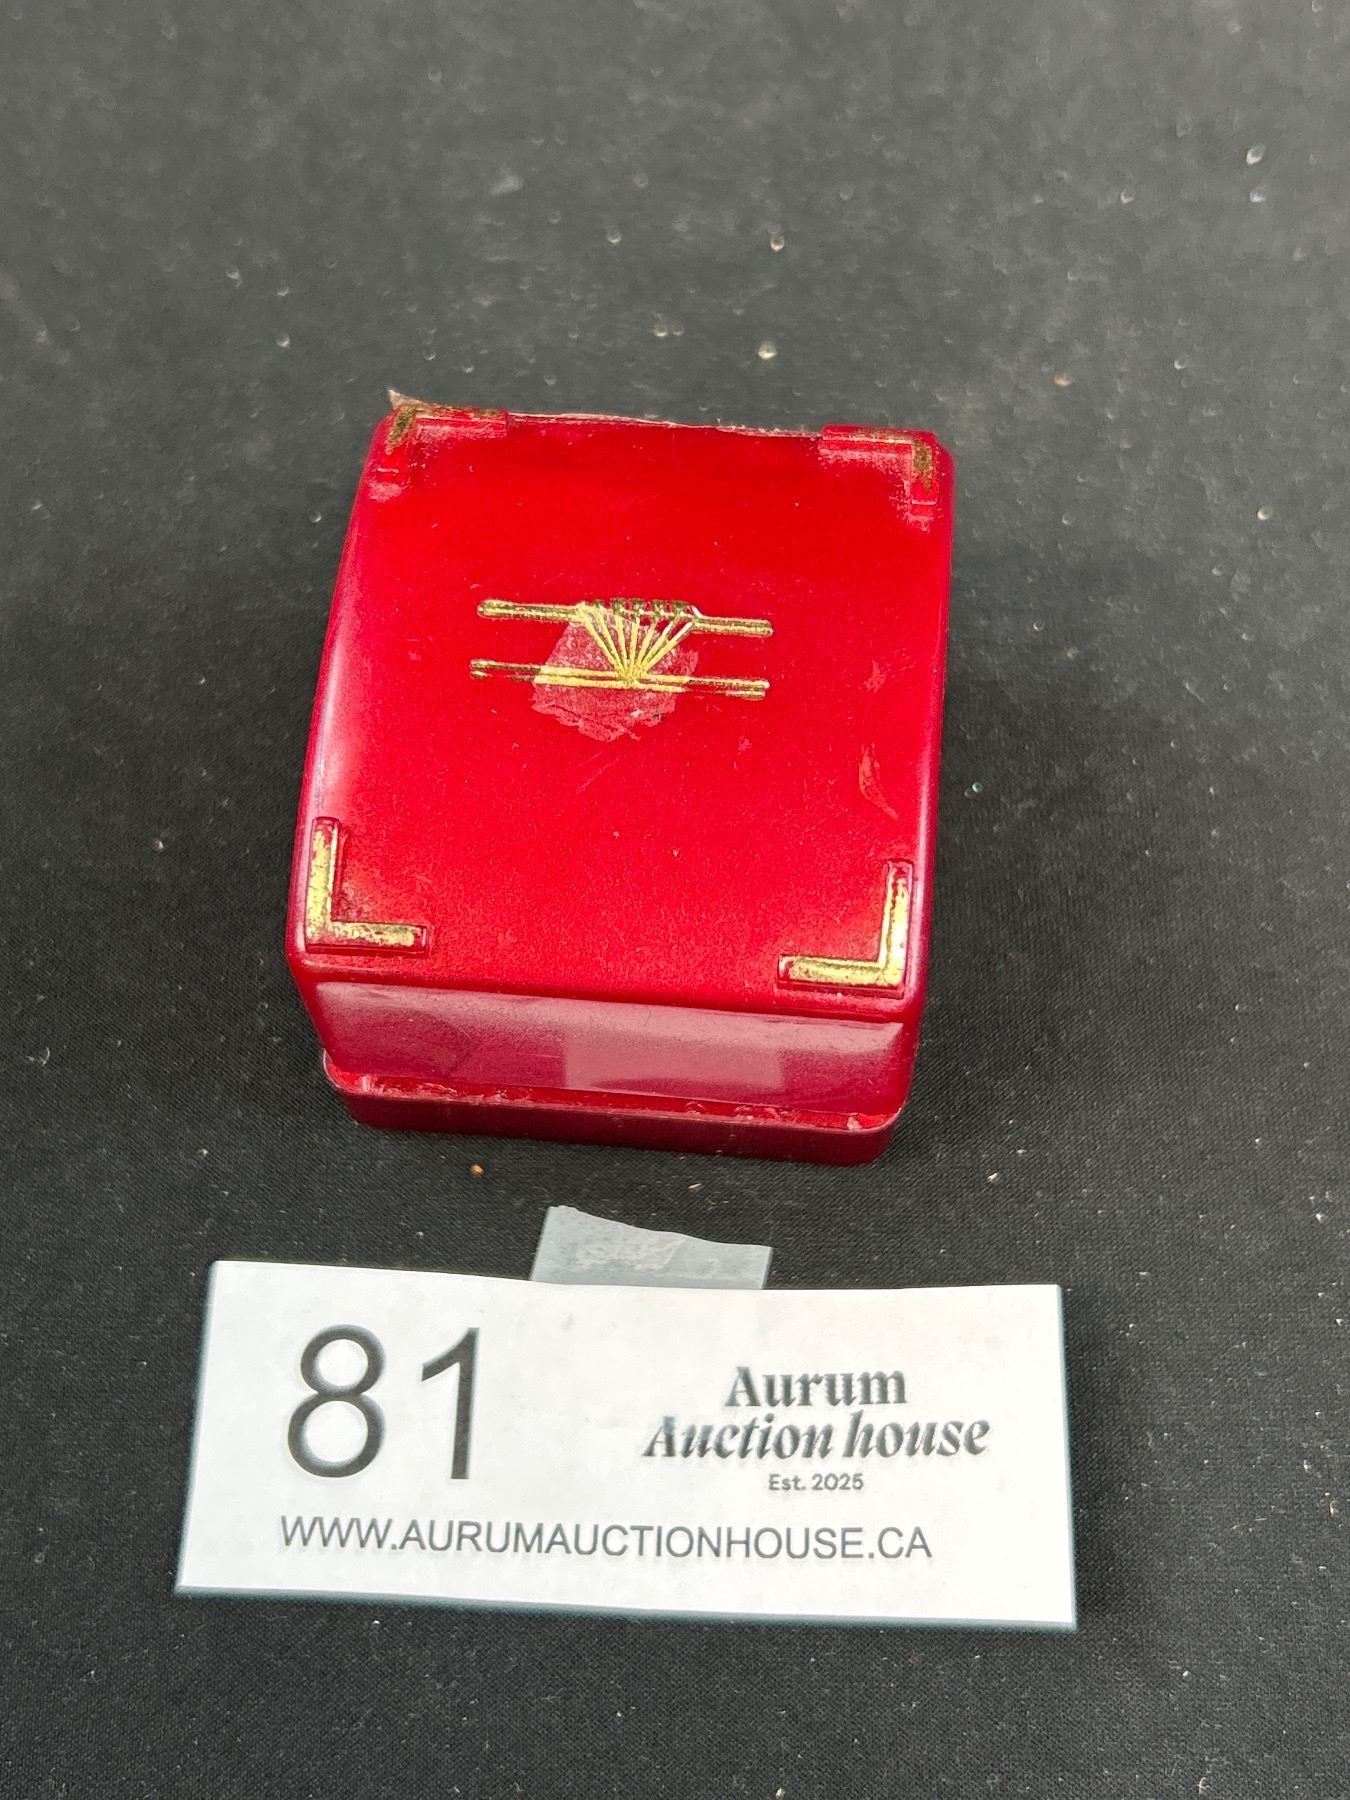 81
Aurum
Auction house
Est. 2025
WWW.AURUMAUCTIONHOUSE.CA